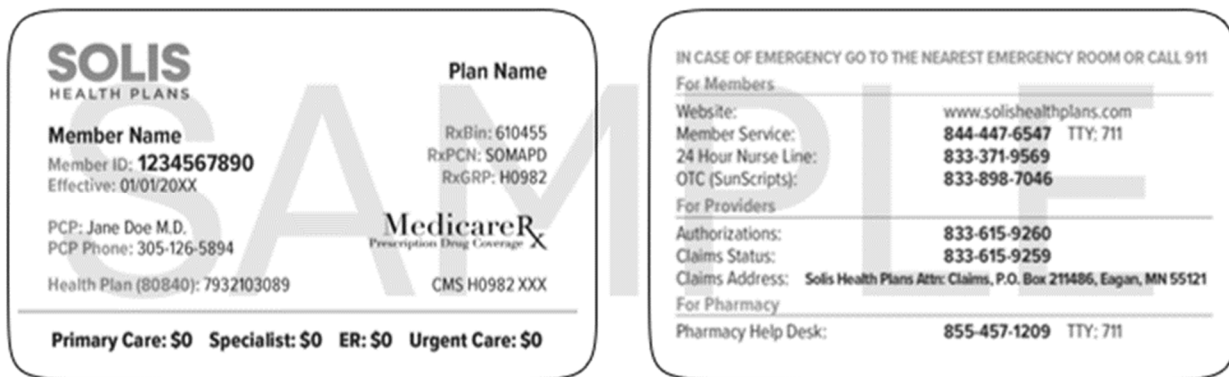 SOLIS
HEALTH PLANS
Plan Name
Member Name
Member ID: 1234567890
Effective: 01/01/20XX
RxBin: 610455
RxPCN: SOMAPD
RxGRP: H0982
PCP: Jane Doe M.D.
PCP Phone: 305-126-5894
MedicareRx
Prescription Drug Coverage
Health Plan (80840): 7932103089
CMS H0982 XXX
Primary Care: $0 Specialist: $0 ER: $0 Urgent Care: $0
IN CASE OF EMERGENCY GO TO THE NEAREST EMERGENCY ROOM OR CALL 911
For Members
Website: www.solishealthplans.com
Member Service: 844-447-6547 TTY: 711
24 Hour Nurse Line: 833-371-9569
OTC (SunScripts): 833-898-7046
For Providers
Authorizations: 833-615-9260
Claims Status: 833-615-9259
Claims Address: Solis Health Plans Attn: Claims, P.O. Box 211486, Eagan, MN 55121
For Pharmacy
Pharmacy Help Desk: 855-457-1209 TTY: 711
SAMPLE